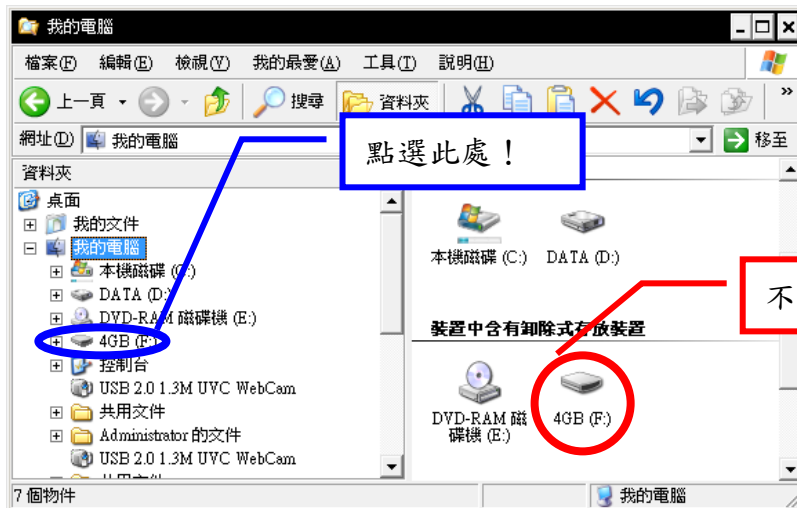 我的電腦
檔案(F) 編輯(E) 檢視(V) 我的最愛(A) 工具(T) 說明(H)
上一頁 搜尋 資料夾 »
網址(D) 我的電腦 移至
點選此處！
資料夾
桌面
我的文件
我的電腦
本機磁碟 (C:)
DATA (D:)
DVD-RAM 磁碟機 (E:)
4GB (F:)
控制台
USB 2.0 1.3M UVC WebCam
共用文件
Administrator 的文件
USB 2.0 1.3M UVC WebCam
本機磁碟 (C:) DATA (D:)
不
裝置中含有卸除式存放裝置
DVD-RAM 磁
碟機 (E:)
4GB (F:)
7 個物件 我的電腦